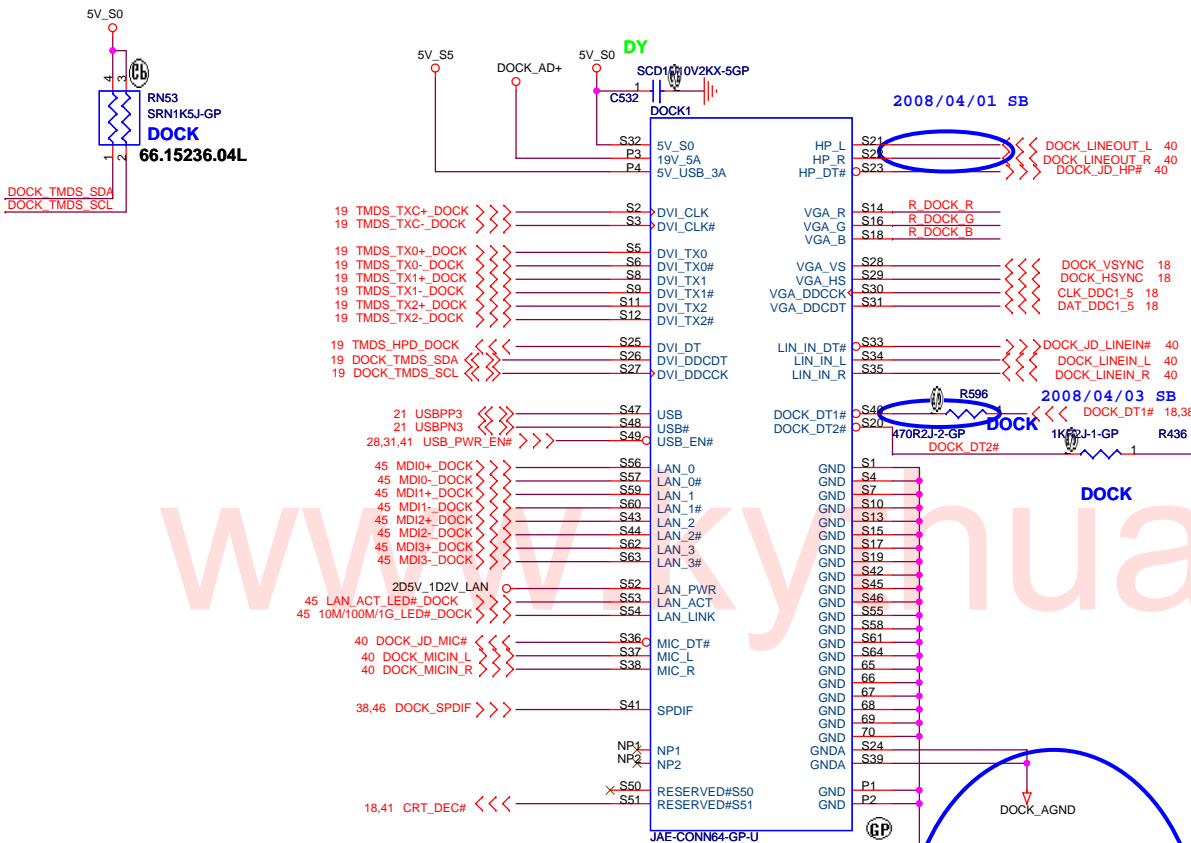 5V_S0
4 3
RN53
SRN1K5J-GP
DOCK
66.15236.04L
1 2
DOCK_TMDS_SDA
DOCK_TMDS_SCL
5V_S5
DOCK_AD+
5V_S0
DY
1
C532
DOCK1
2008/04/01 SB
S32 5V_S0
P3 19V_5A
P4 5V_USB_3A
19 TMDS_TXC+_DOCK S2 DVI_CLK
19 TMDS_TXC-_DOCK S3 DVI_CLK#
19 TMDS_TX0+_DOCK S5 DVI_TX0
19 TMDS_TX0-_DOCK S6 DVI_TX0#
19 TMDS_TX1+_DOCK S8 DVI_TX1
19 TMDS_TX1-_DOCK S9 DVI_TX1#
19 TMDS_TX2+_DOCK S11 DVI_TX2
19 TMDS_TX2-_DOCK S12 DVI_TX2#
19 TMDS_HPD_DOCK S25 DVI_DT
19 DOCK_TMDS_SDA S26 DVI_DDCDT
19 DOCK_TMDS_SCL S27 DVI_DDCCK
21 USBPP3 S47 USB
21 USBPN3 S48 USB#
28,31,41 USB_PWR_EN# S49 USB_EN#
45 MDI0+_DOCK S56 LAN_0
45 MDI0-_DOCK S57 LAN_0#
45 MDI1+_DOCK S59 LAN_1
45 MDI1-_DOCK S60 LAN_1#
45 MDI2+_DOCK S43 LAN_2
45 MDI2-_DOCK S44 LAN_2#
45 MDI3+_DOCK S62 LAN_3
45 MDI3-_DOCK S63 LAN_3#
2D5V_1D2V_LAN S52 LAN_PWR
45 LAN_ACT_LED#_DOCK S53 LAN_ACT
45 10M/100M/1G_LED#_DOCK S54 LAN_LINK
40 DOCK_JD_MIC# S36 MIC_DT#
40 DOCK_MICIN_L S37 MIC_L
40 DOCK_MICIN_R S38 MIC_R
38,46 DOCK_SPDIF S41 SPDIF
NP1 NP1
NP2 NP2
S50 RESERVED#S50
18,41 CRT_DEC# S51 RESERVED#S51
JAE-CONN64-GP-U
HP_L S21 DOCK_LINEOUT_L 40
HP_R DOCK_LINEOUT_R 40
HP_DT# S23 DOCK_JD_HP# 40
VGA_R S14 R_DOCK_R
VGA_G S16 R_DOCK_G
VGA_B S18 R_DOCK_B
VGA_VS S28 DOCK_VSYNC 18
VGA_HS S29 DOCK_HSYNC 18
VGA_DDCCK S30 CLK_DDC1_5 18
VGA_DDCDT S31 DAT_DDC1_5 18
LIN_IN_DT# S33 DOCK_JD_LINEIN# 40
LIN_IN_L S34 DOCK_LINEIN_L 40
LIN_IN_R S35 DOCK_LINEIN_R 40
R596
2008/04/03 SB
DOCK_DT1# DOCK_DT1# 18,38
DOCK_DT2# S20
DOCK
470R2J-2-GP
R436
DOCK_DT2#
1
DOCK
GND S1
GND S4
GND S7
GND S10
GND S13
GND S15
GND S17
GND S19
GND S42
GND S45
GND S46
GND S55
GND S58
GND S61
GND S64
GND 65
GND 66
GND 67
GND 68
GND 69
GND 70
GNDA S24
GNDA S39
GND P1
GND P2
DOCK_AGND
GP